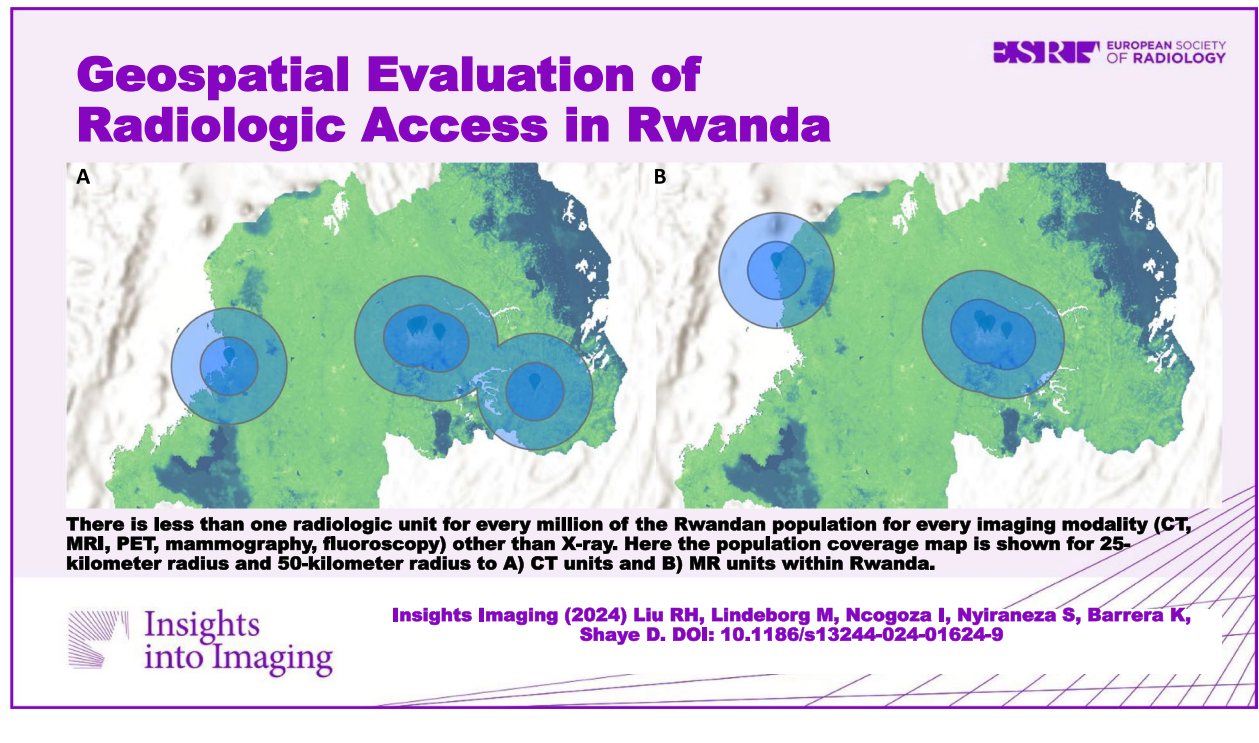 Geospatial Evaluation of
Radiologic Access in Rwanda
EUROPEAN SOCIETY
OF RADIOLOGY
A
B
There is less than one radiologic unit for every million of the Rwandan population for every imaging modality (CT,
MRI, PET, mammography, fluoroscopy) other than X-ray. Here the population coverage map is shown for 25-
kilometer radius and 50-kilometer radius to A) CT units and B) MR units within Rwanda.
Insights
into Imaging
Insights Imaging (2024) Liu RH, Lindeborg M, Ncogoza I, Nyiraneza S, Barrera K,
Shaye D. DOI: 10.1186/s13244-024-01624-9